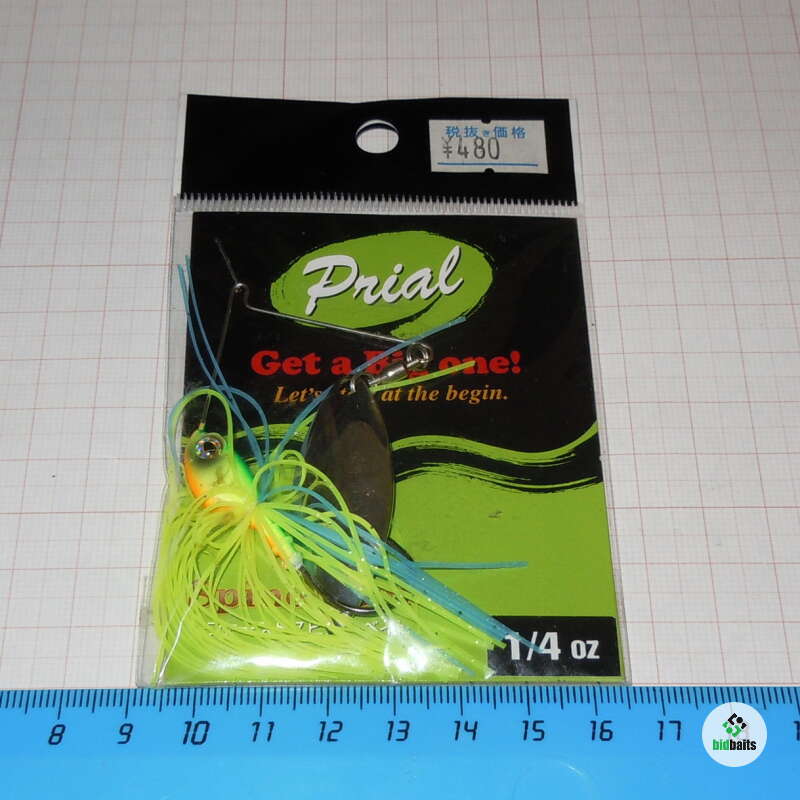 税抜き価格
¥480
Prial
Get a Big one!
Let's at the begin.
1/4 oz
8 9 10 11 12 13 14 15 16 17
bidbaits